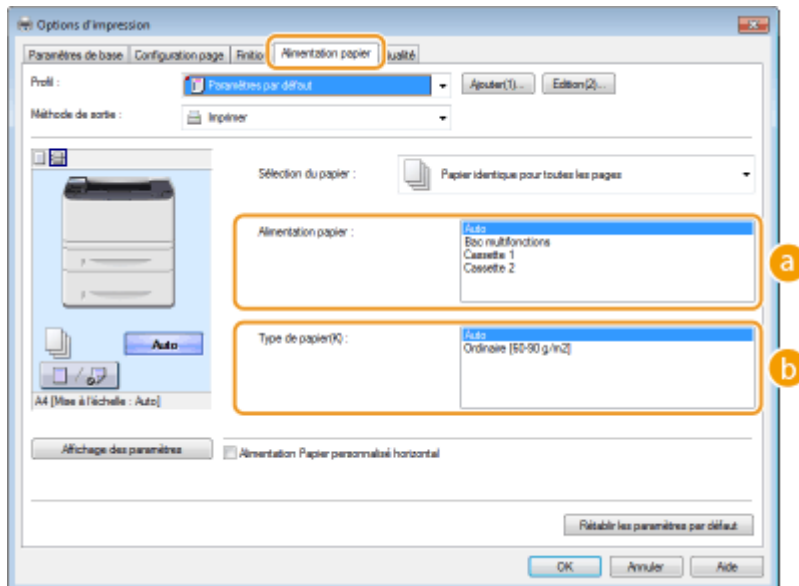 Options d'impression
Paramètres de base Configuration page Finitio Alimentation papier ualité
Profil : Paramètres par défaut Ajouter(1)... Edition(2)...
Méthode de sortie : Imprimer
Sélection du papier : Papier identique pour toutes les pages
Alimentation papier : Auto
Bac multifonctions
Cassette 1
Cassette 2
a
Type de papier(K) : Auto
Ordinaire [60-90 g/m2]
b
Auto
A4 [Mise à l'échelle : Auto]
Affichage des paramètres Alimentation Papier personnalisé horizontal
Rétablir les paramètres par défaut
OK Annuler Aide